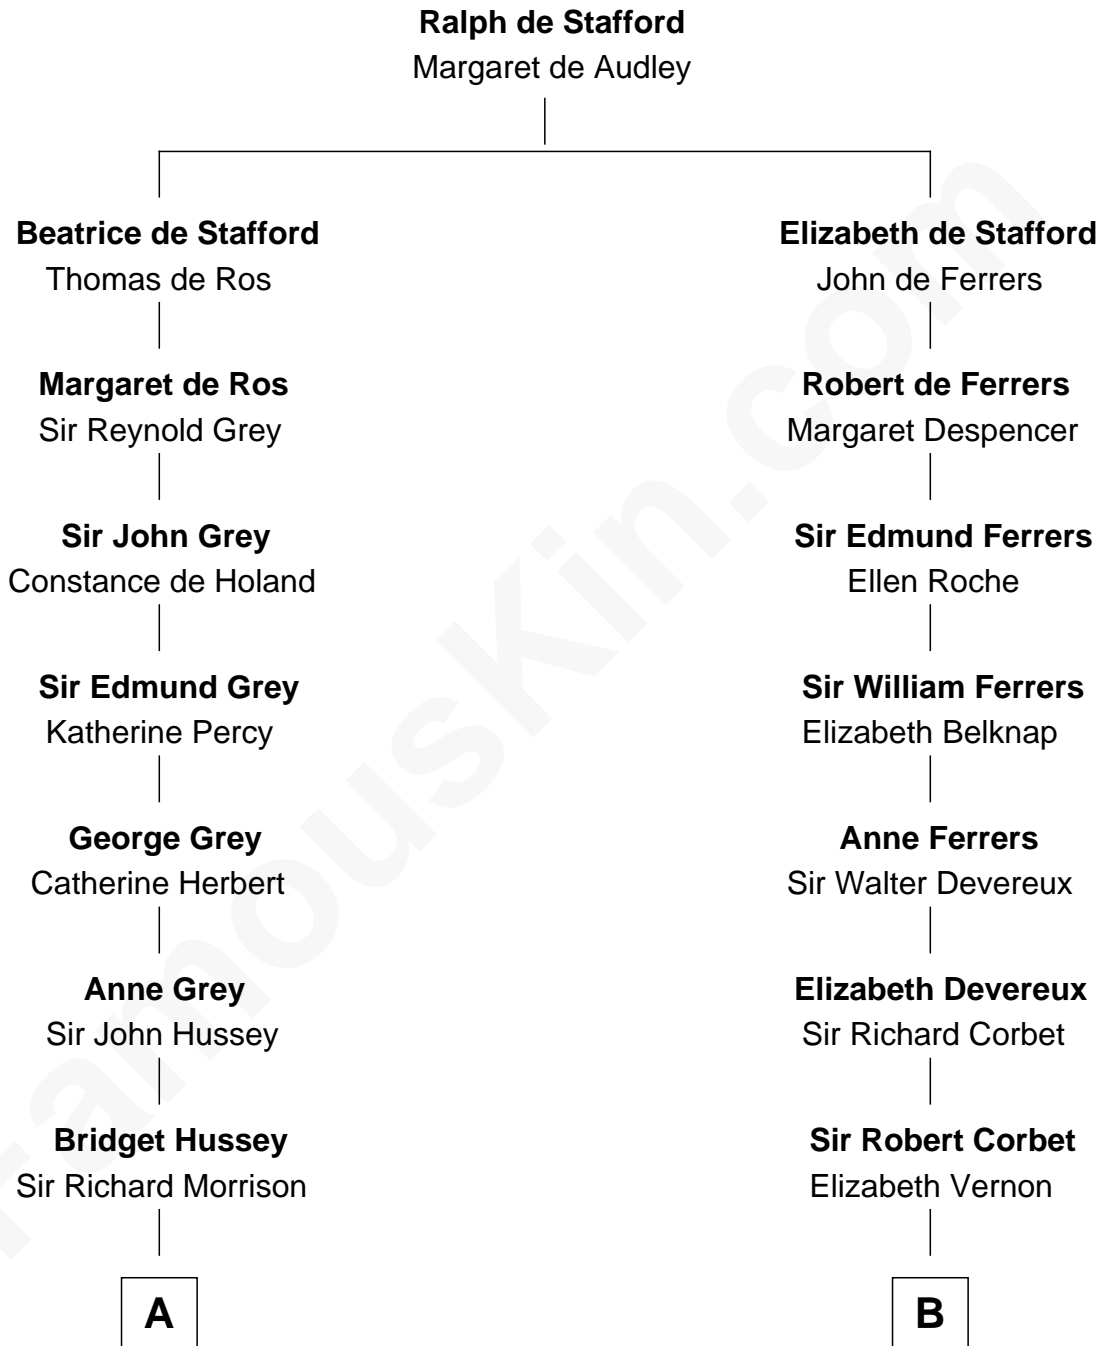 Ralph de Stafford
Margaret de Audley
Beatrice de Stafford
Thomas de Ros
Elizabeth de Stafford
John de Ferrers
Margaret de Ros
Sir Reynold Grey
Robert de Ferrers
Margaret Despencer
Sir John Grey
Constance de Holand
Sir Edmund Ferrers
Ellen Roche
Sir Edmund Grey
Katherine Percy
Sir William Ferrers
Elizabeth Belknap
George Grey
Catherine Herbert
Anne Ferrers
Sir Walter Devereux
Anne Grey
Sir John Hussey
Elizabeth Devereux
Sir Richard Corbet
Bridget Hussey
Sir Richard Morrison
Sir Robert Corbet
Elizabeth Vernon
A
B
FamousKin.com